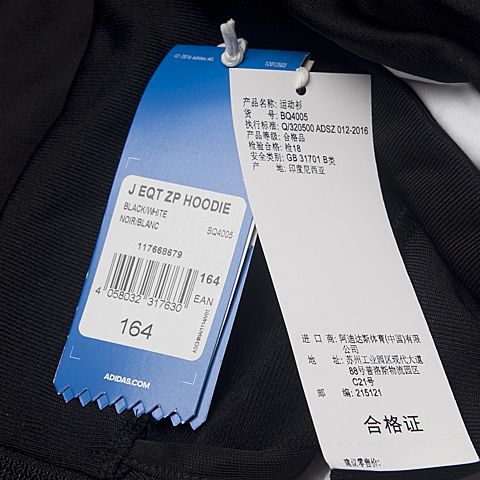 © 2016 adidas AG.
12012503
J EQT ZP HOODIE
BLACK/WHITE
NOIR/BLANC
BQ4005
117668679
164
4 058032 317630
EAN
164
ADIDAS.COM
产品名称: 运动衫
货 号: BQ4005
执行标准: Q/320500 ADSZ 012-2016
产品等级: 合格品
检验合格: 检18
安全类别: GB 31701 B类
产 地: 印度尼西亚
进 口 商: 阿迪达斯体育(中国)有限
公司
地 址: 苏州工业园区现代大道
88号普洛斯物流园区
C21号
邮 编: 215121
合格证
建议零售价: